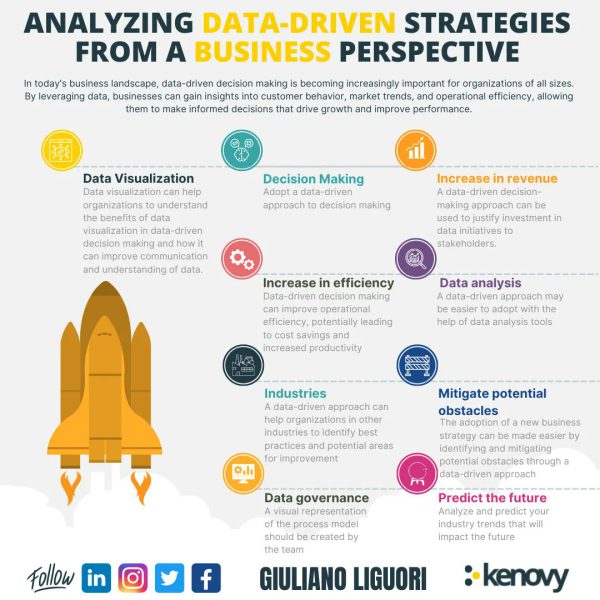 ANALYZING DATA-DRIVEN STRATEGIES
FROM A BUSINESS PERSPECTIVE
In today's business landscape, data-driven decision making is becoming increasingly important for organizations of all sizes.
By leveraging data, businesses can gain insights into customer behavior, market trends, and operational efficiency, allowing
them to make informed decisions that drive growth and improve performance.
Data Visualization
Data visualization can help
organizations to understand
the benefits of data
visualization in data-driven
decision making and how it
can improve communication
and understanding of data.
Decision Making
Adopt a data-driven
approach to decision making
Increase in revenue
A data-driven decision-
making approach can be
used to justify investment in
data initiatives to
stakeholders.
Increase in efficiency
Data-driven decision making
can improve operational
efficiency, potentially leading
to cost savings and
increased productivity
Data analysis
A data-driven approach may
be easier to adopt with the
help of data analysis tools
Industries
A data-driven approach can
help organizations in other
industries to identify best
practices and potential areas
for improvement
Mitigate potential
obstacles
The adoption of a new business
strategy can be made easier by
identifying and mitigating
potential obstacles through a
data-driven approach
Data governance
A visual representation
of the process model
should be created by
the team
Predict the future
Analyze and predict your
industry trends that will
impact the future
Follow
in
f
GIULIANO LIGUORI
kenovy